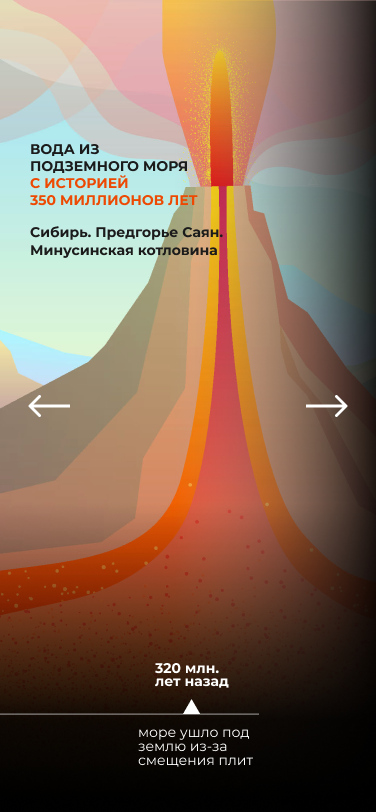 ВОДА ИЗ
ПОДЗЕМНОГО МОРЯ
С ИСТОРИЕЙ
350 МИЛЛИОНОВ ЛЕТ
Сибирь. Предгорье Саян.
Минусинская котловина
320 млн.
лет назад
море ушло под
землю из-за
смещения плит